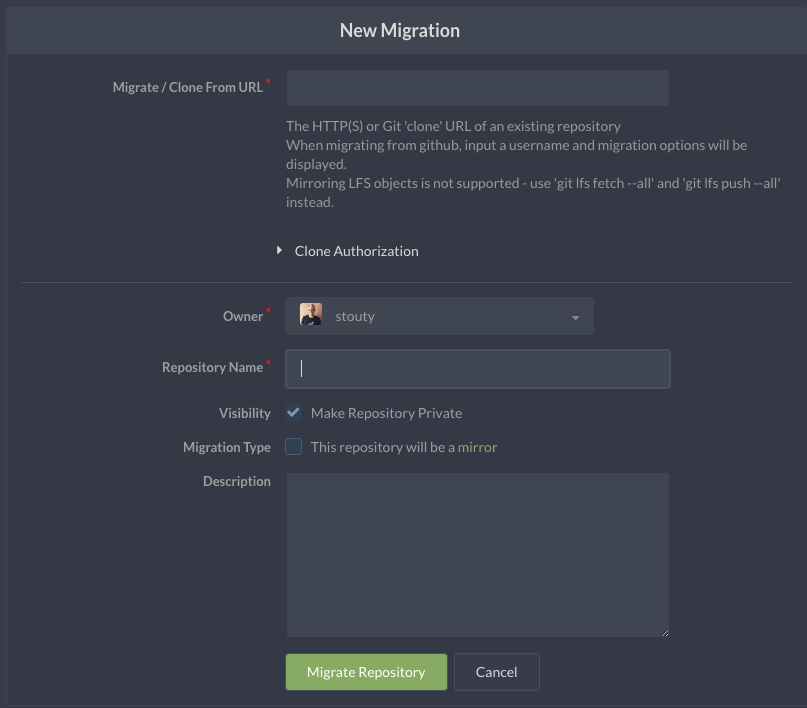 New Migration
Migrate / Clone From URL *
The HTTP(S) or Git 'clone' URL of an existing repository
When migrating from github, input a username and migration options will be
displayed.
Mirroring LFS objects is not supported - use 'git lfs fetch --all' and 'git lfs push --all'
instead.
Clone Authorization
Owner * stouty
Repository Name *
Visibility Make Repository Private
Migration Type This repository will be a mirror
Description
Migrate Repository Cancel